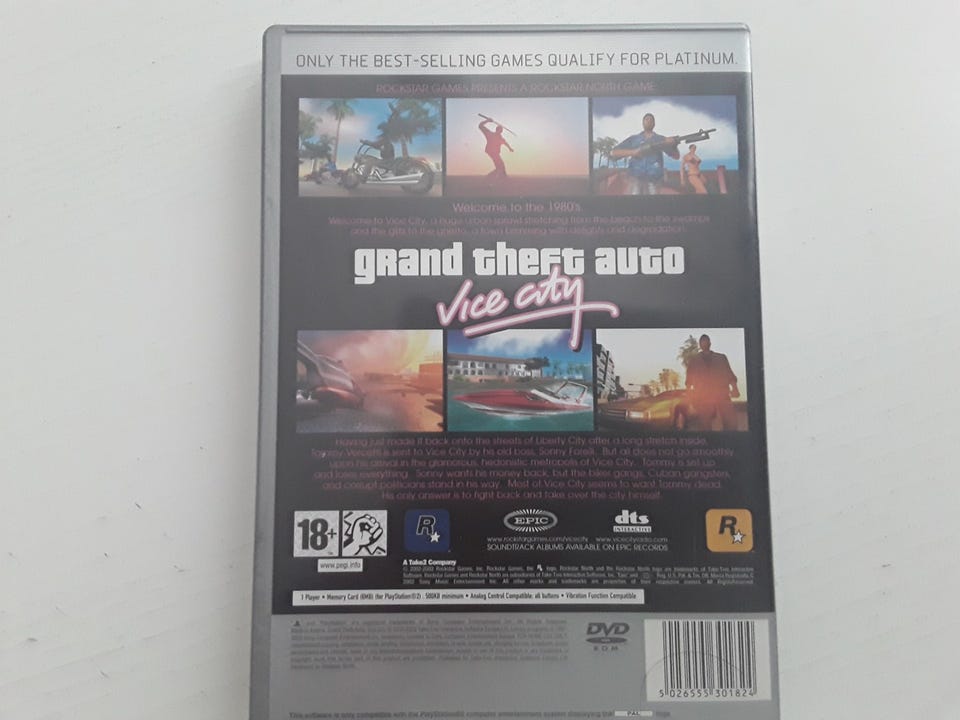 ONLY THE BEST-SELLING GAMES QUALIFY FOR PLATINUM.
ROCKSTAR GAMES PRESENTS A ROCKSTAR NORTH GAME
Welcome to the 1980's.
Welcome to Vice City, a huge urban sprawl stretching from the beach to the swamps
and the glitz to the ghetto, a town brimming with delights and degradation.
grand theft auto
Vice City
Having just made it back onto the streets of Liberty City after a long stretch inside,
Tommy Vercetti is sent to Vice City by his old boss, Sonny Forelli. But all does not go smoothly
upon his arrival in the glamorous, hedonistic metropolis of Vice City. Tommy is set up
and loses everything. Sonny wants his money back, but the biker gangs, Cuban gangsters,
and corrupt politicians stand in his way. Most of Vice City seems to want Tommy dead.
His only answer is to fight back and take over the city himself.
18+
www.pegi.info
R
EPIC
dts
INTERACTIVE
R
www.rockstargames.com/vicecity www.vicecityradio.com
SOUNDTRACK ALBUMS AVAILABLE ON EPIC RECORDS
A Take2 Company
1 Player • Memory Card (8MB) (for PlayStation®2) : 500KB minimum • Analog Control Compatible: all buttons • Vibration Function Compatible
DVD
ROM
5 026555 301824
This software is only compatible with the PlayStation®2 computer entertainment system displaying the PAL logo